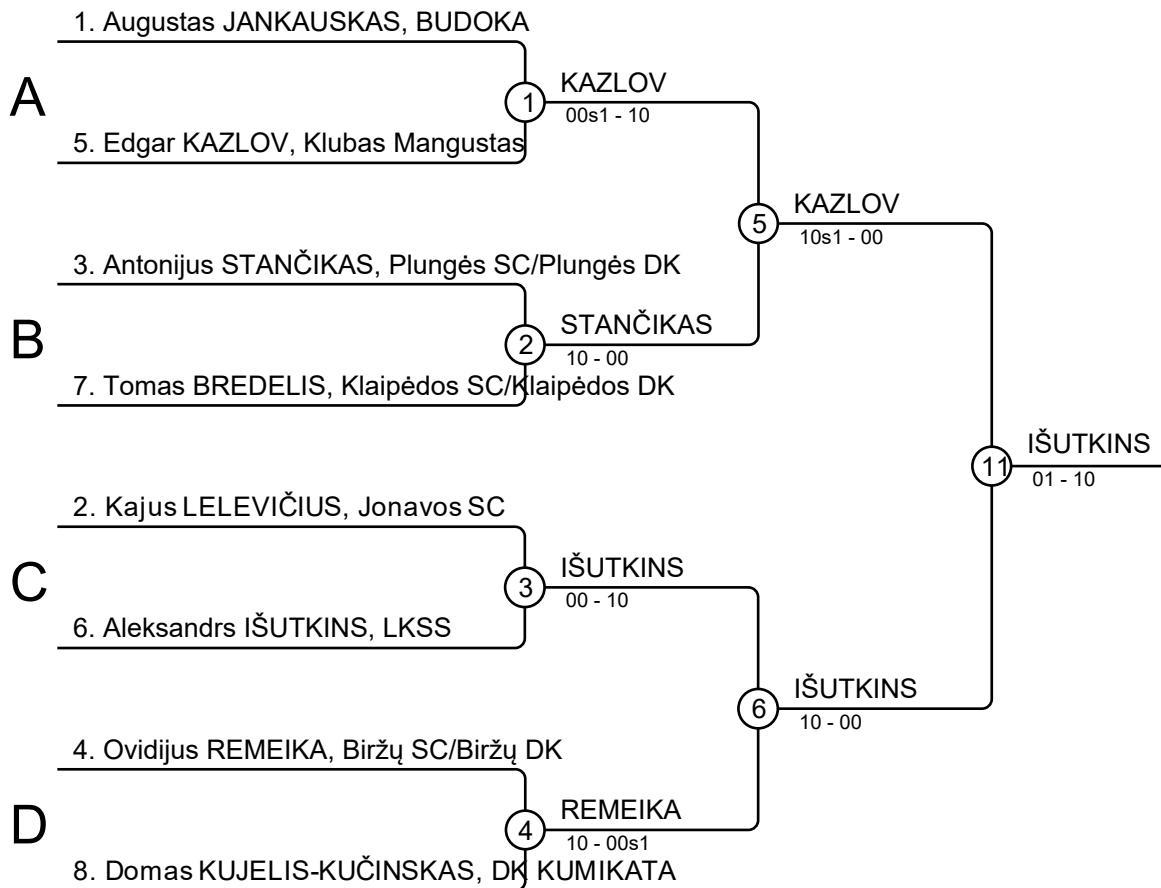 1. Augustas JANKAUSKAS, BUDOKA
A
1
KAZLOV
00s1 - 10
5. Edgar KAZLOV, Klubas Mangustas
5
KAZLOV
10s1 - 00
3. Antonijus STANČIKAS, Plungės SC/Plungės DK
B
2
STANČIKAS
10 - 00
7. Tomas BREDELIS, Klaipėdos SC/Klaipėdos DK
11
IŠUTKINS
01 - 10
2. Kajus LELEVIČIUS, Jonavos SC
C
3
IŠUTKINS
00 - 10
6. Aleksandrs IŠUTKINS, LKSS
6
IŠUTKINS
10 - 00
4. Ovidijus REMEIKA, Biržų SC/Biržų DK
D
4
REMEIKA
10 - 00s1
8. Domas KUJELIS-KUČINSKAS, DK KUMIKATA